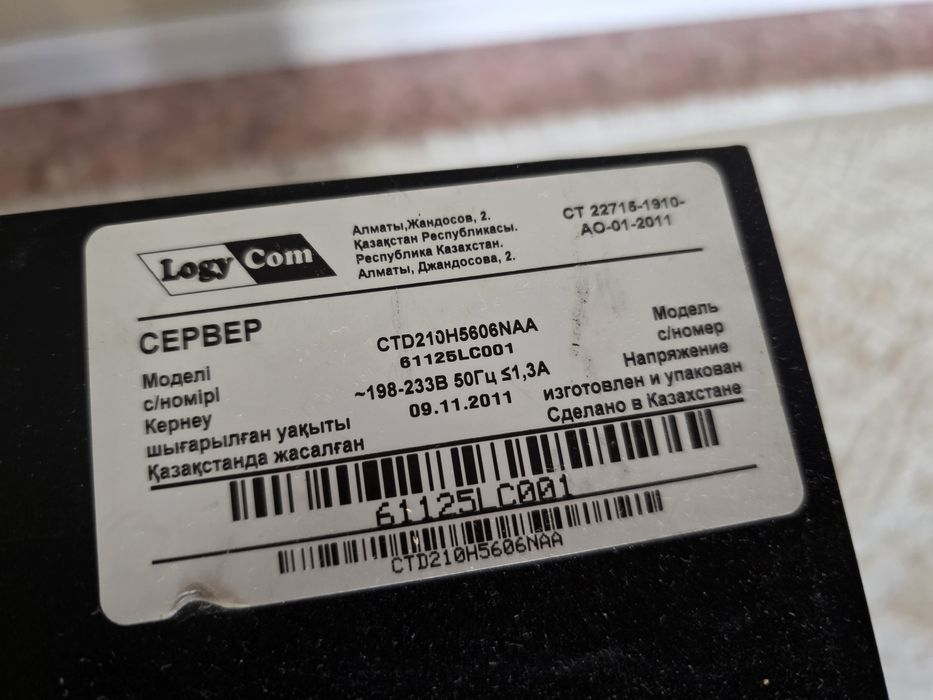 Logy Com
Алматы,Жандосов, 2.
Қазақстан Республикасы.
Республика Казахстан.
Алматы, Джандосова, 2.
СТ 22715-1910-
АО-01-2011
СЕРВЕР
Моделі CTD210H5606NAA Модель
с/номірі 61125LC001 с/номер
Кернеу ~198-233В 50Гц ≤1,3А Напряжение
шығарылған уақыты 09.11.2011 изготовлен и упакован
Қазақстанда жасалған Сделано в Казахстане
61125LC001
CTD210H5606NAA